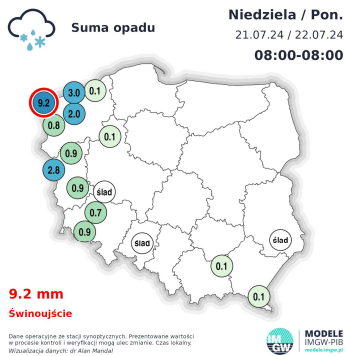 Suma opadu
Niedziela / Pon.
21.07.24 / 22.07.24
08:00-08:00
9.2
3.0
0.1
2.0
0.8
0.1
0.9
2.8
0.9
ślad
0.7
0.9
ślad
ślad
0.1
0.1
9.2 mm
Świnoujście
Dane operacyjne ze stacji synoptycznych. Prezentowane wartości
w procesie kontroli i weryfikacji mogą ulec zmianie. Czas lokalny.
Wizualizacja danych: dr Alan Mandal
IMGW
MODELE
IMGW-PIB
modele.imgw.pl